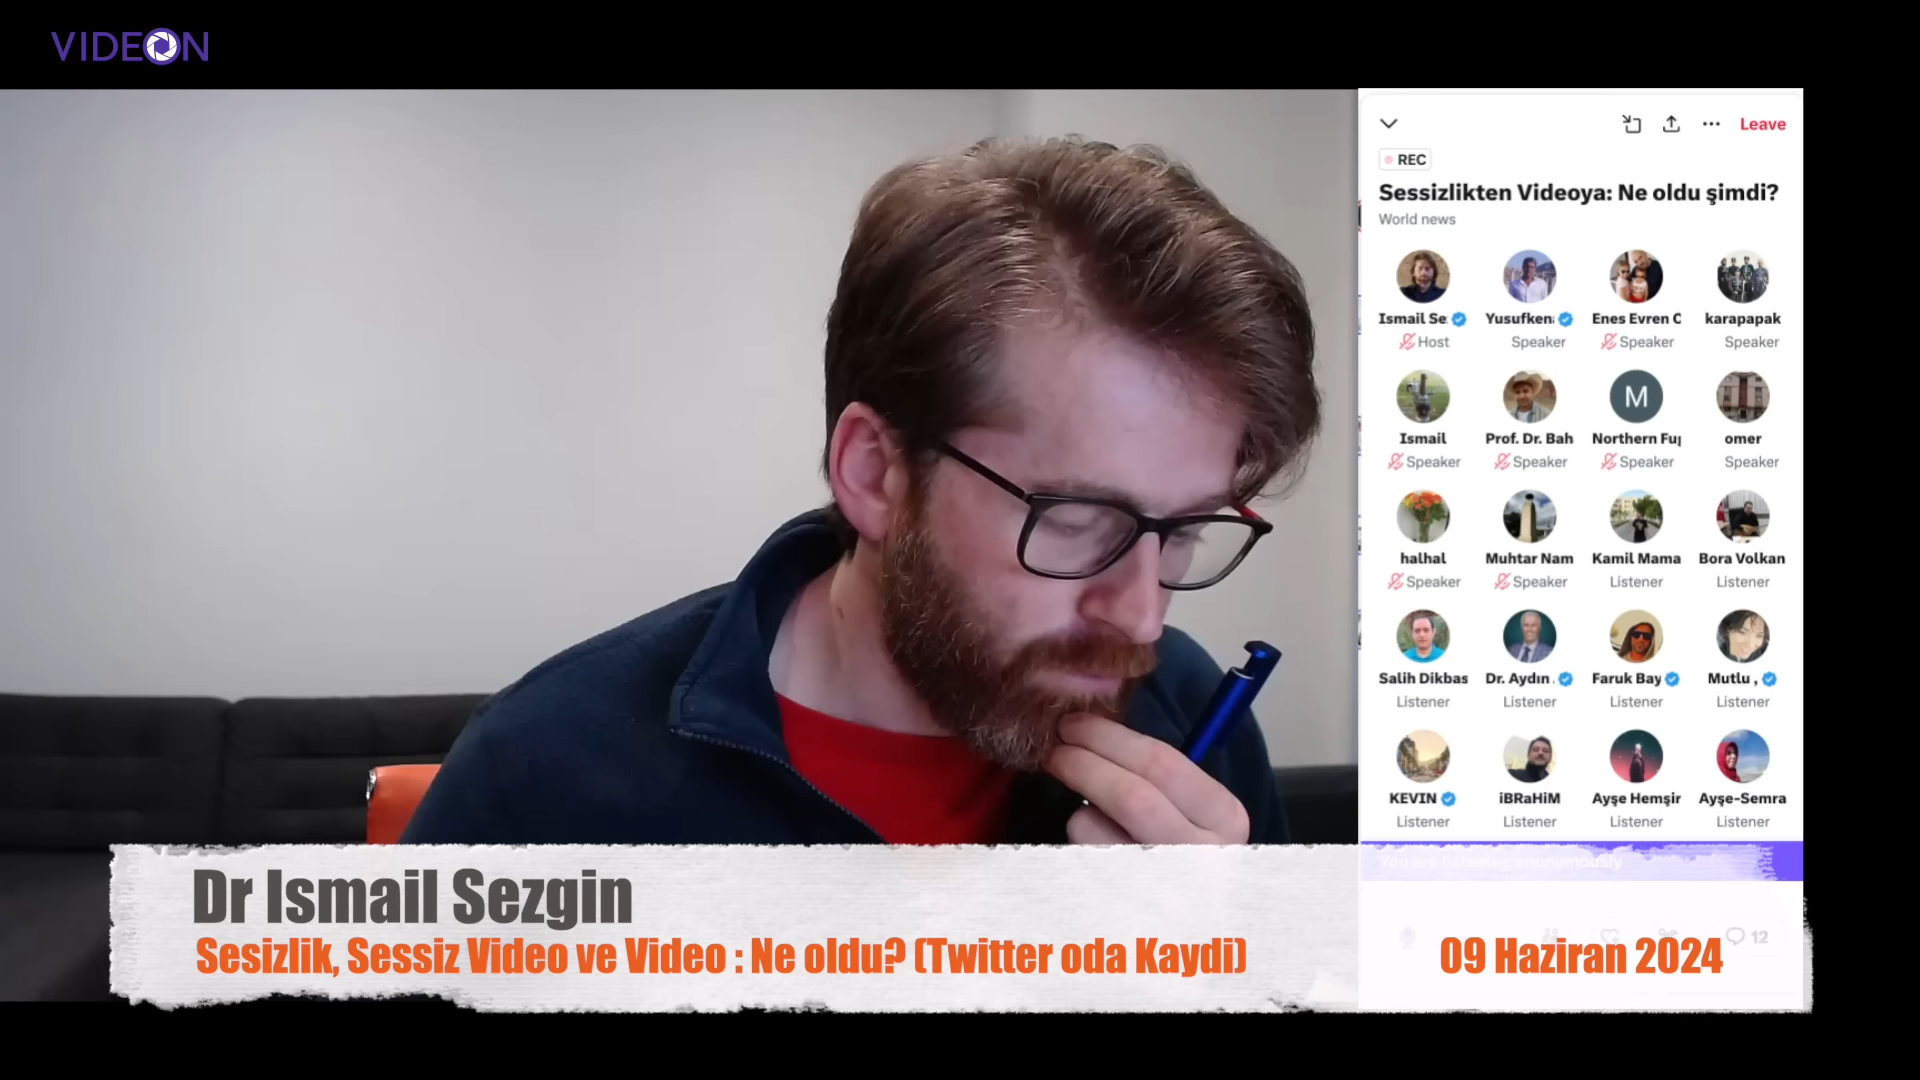 VIDEON
Leave
REC
Sessizlikten Videoya: Ne oldu şimdi?
World news
Ismail Se Yusufken Enes Evren C karapapak
Host Speaker Speaker Speaker
M
Ismail Prof. Dr. Bah Northern Fu omer
Speaker Speaker Speaker Speaker
halhal Muhtar Nam Kamil Mama Bora Volkan
Speaker Speaker Listener Listener
Salih Dikbas Dr. Aydın Faruk Bay Mutlu ,
Listener Listener Listener Listener
KEVIN iBRaHiM Ayşe Hemşir Ayşe-Semra
Listener Listener Listener Listener
You are listening anonymously
12
Dr Ismail Sezgin
Sesizlik, Sessiz Video ve Video : Ne oldu? (Twitter oda Kaydi)
09 Haziran 2024